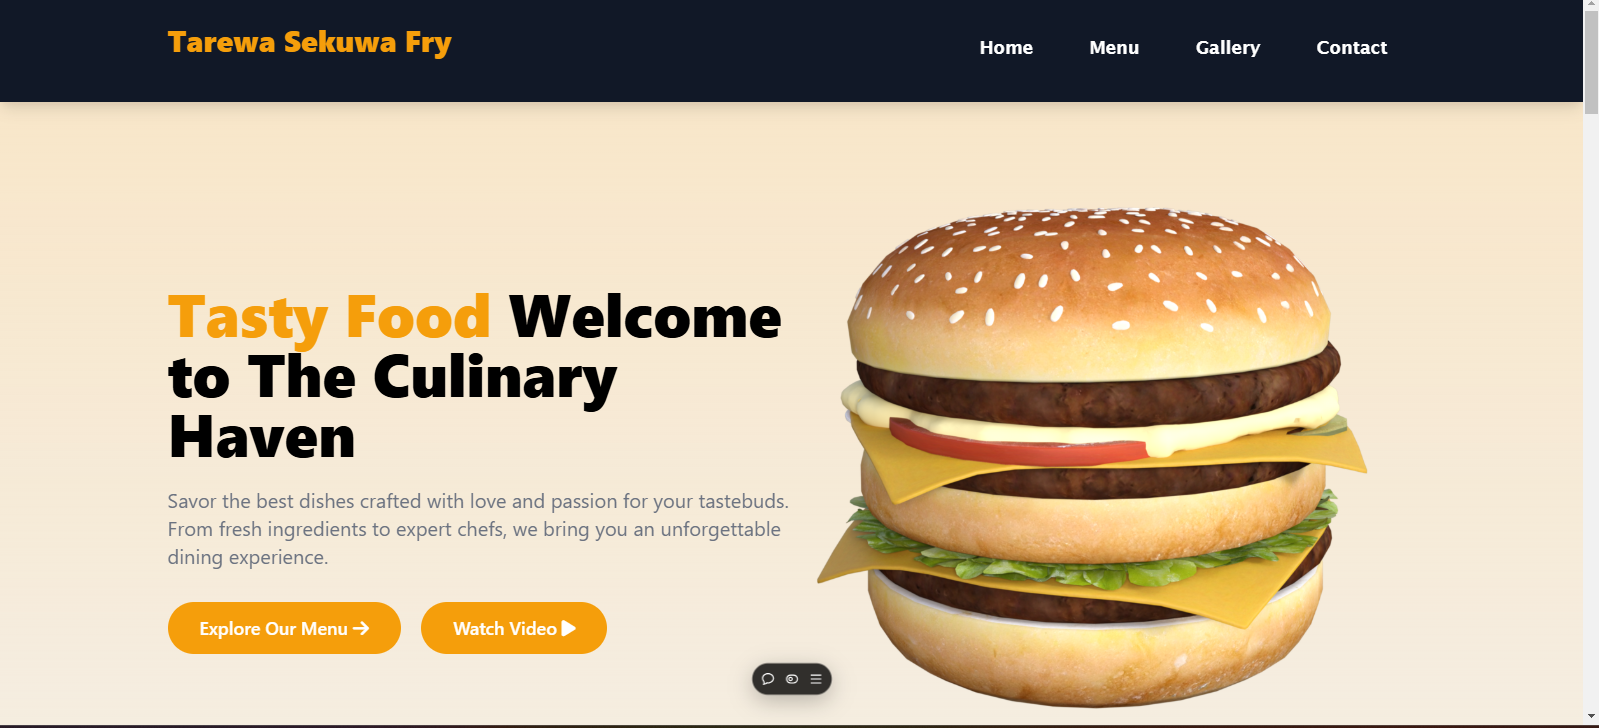 Tarewa Sekuwa Fry
Home Menu Gallery Contact
Tasty Food Welcome
to The Culinary
Haven
Savor the best dishes crafted with love and passion for your tastebuds.
From fresh ingredients to expert chefs, we bring you an unforgettable
dining experience.
Explore Our Menu →
Watch Video